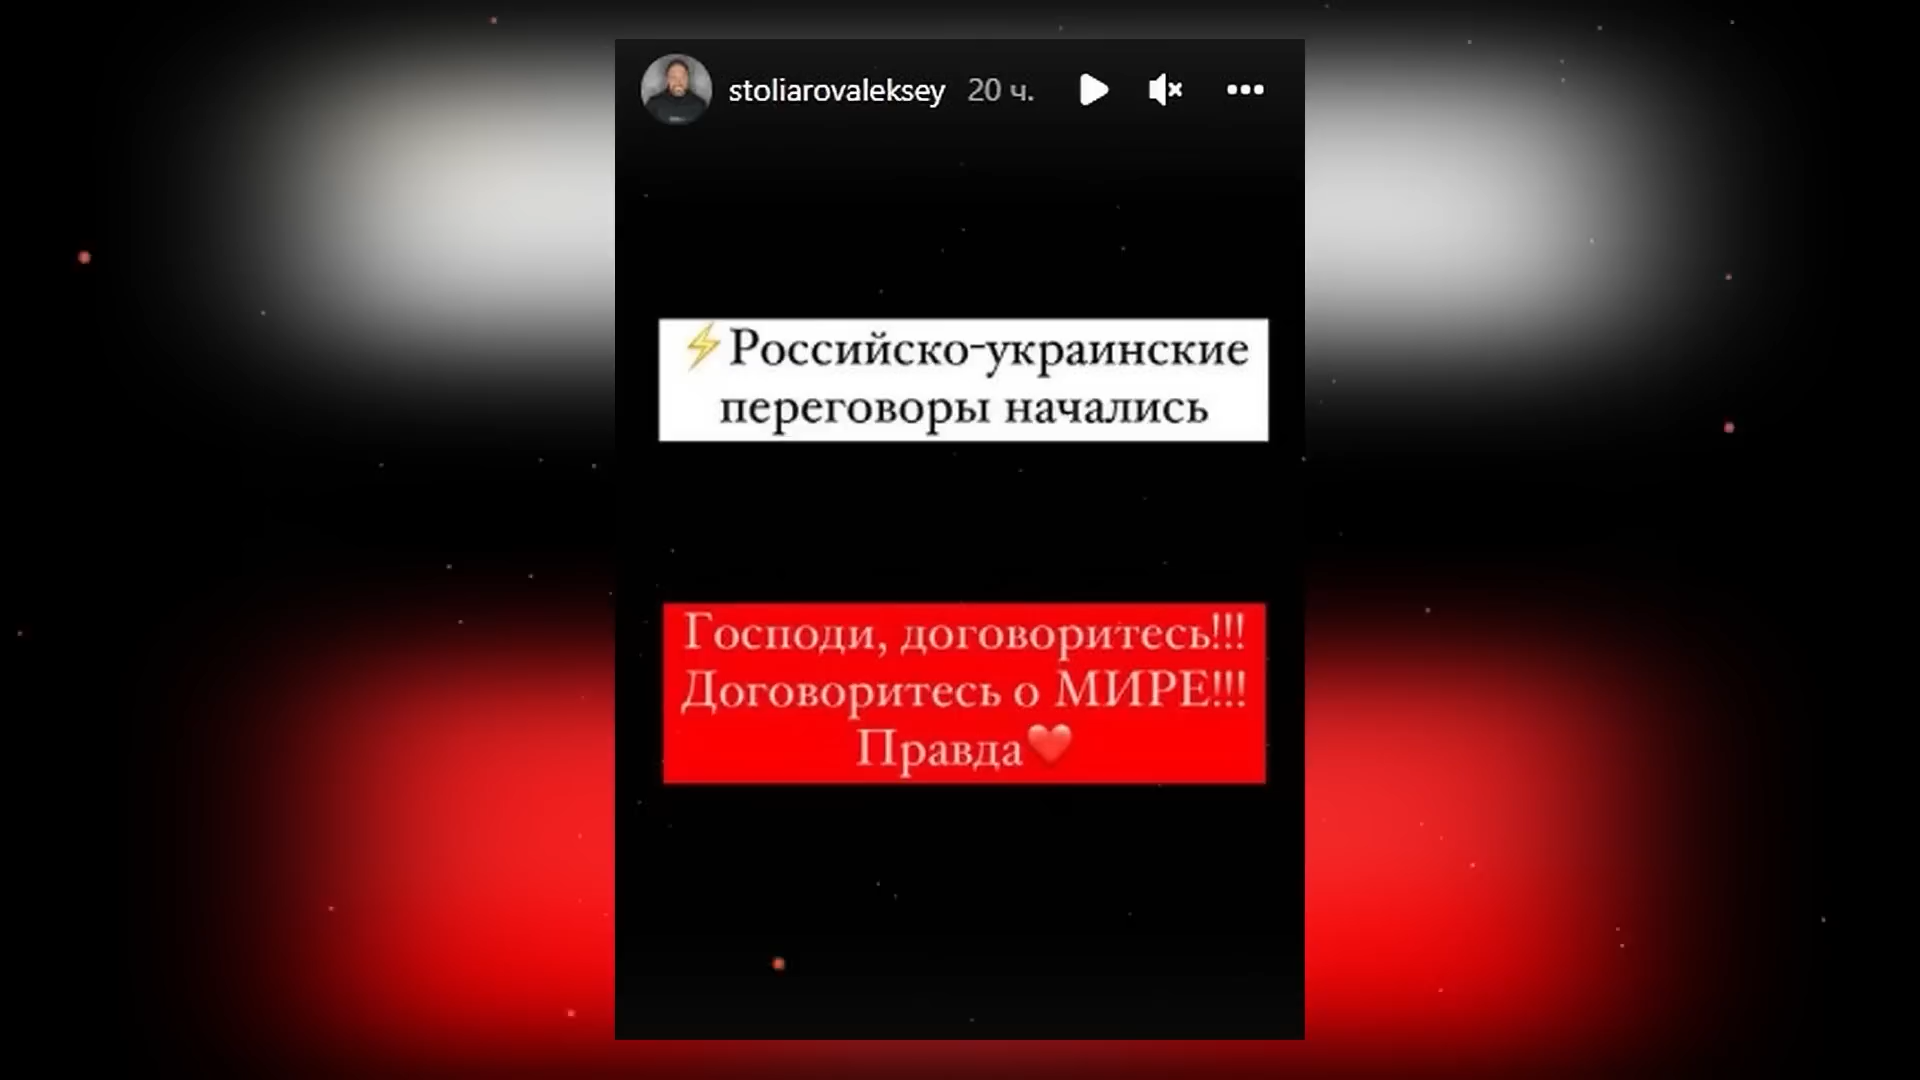 stoliarovaleksey 20 ч.
⚡Российско-украинские
переговоры начались
Господи, договоритесь!!!
Договоритесь о МИРЕ!!!
Правда❤️